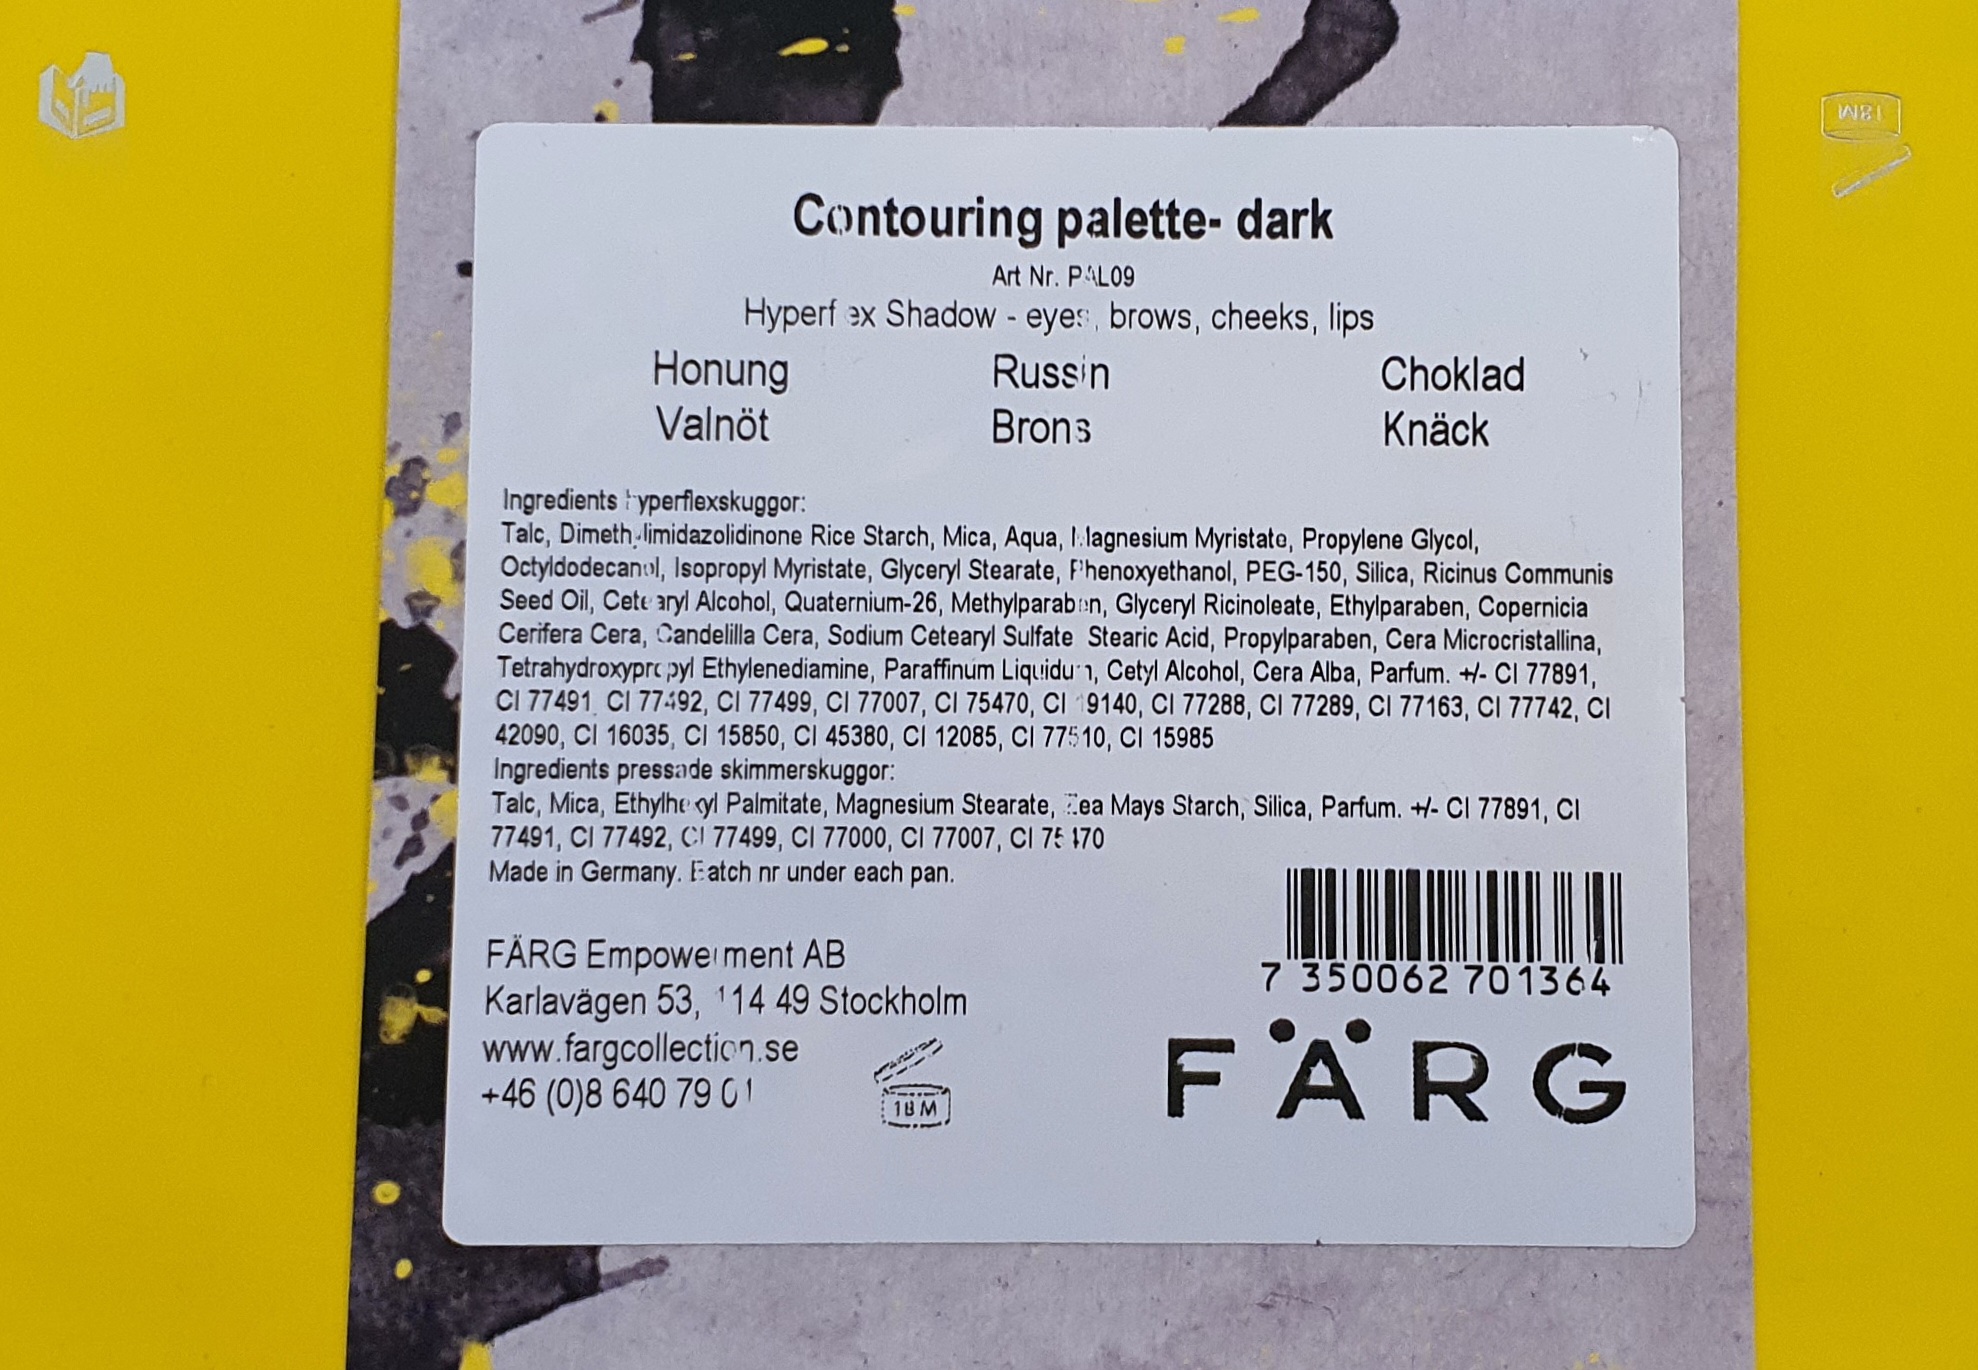 18M
Contouring palette- dark
Art Nr. PAL09
Hyperflex Shadow - eyes, brows, cheeks, lips
Honung Russin Choklad
Valnöt Brons Knäck
Ingredients Hyperflexskuggor:
Talc, Dimethylimidazolidinone Rice Starch, Mica, Aqua, Magnesium Myristate, Propylene Glycol,
Octyldodecanol, Isopropyl Myristate, Glyceryl Stearate, Phenoxyethanol, PEG-150, Silica, Ricinus Communis
Seed Oil, Cetearyl Alcohol, Quaternium-26, Methylparaben, Glyceryl Ricinoleate, Ethylparaben, Copernicia
Cerifera Cera, Candelilla Cera, Sodium Cetearyl Sulfate Stearic Acid, Propylparaben, Cera Microcristallina,
Tetrahydroxypropyl Ethylenediamine, Paraffinum Liquidum, Cetyl Alcohol, Cera Alba, Parfum. +/- CI 77891,
CI 77491, CI 77492, CI 77499, CI 77007, CI 75470, CI 19140, CI 77288, CI 77289, CI 77163, CI 77742, CI
42090, CI 16035, CI 15850, CI 45380, CI 12085, CI 77510, CI 15985
Ingredients pressade skimmerskuggor:
Talc, Mica, Ethylhexyl Palmitate, Magnesium Stearate, Zea Mays Starch, Silica, Parfum. +/- CI 77891, CI
77491, CI 77492, CI 77499, CI 77000, CI 77007, CI 75470
Made in Germany. Batch nr under each pan.
FÄRG Empowerment AB
Karlavägen 53, 114 49 Stockholm
www.fargcollection.se
+46 (0)8 640 79 01
18M
7 350062 701364
FÄRG